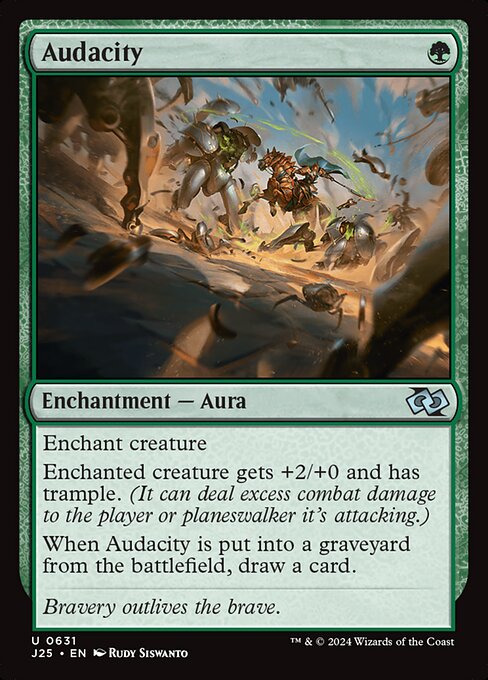 Audacity
Enchantment — Aura
Enchant creature
Enchanted creature gets +2/+0 and has
trample. (It can deal excess combat damage
to the player or planeswalker it's attacking.)
When Audacity is put into a graveyard
from the battlefield, draw a card.
Bravery outlives the brave.
U 0631
J25 • EN Rudy Siswanto
™ & © 2024 Wizards of the Coast